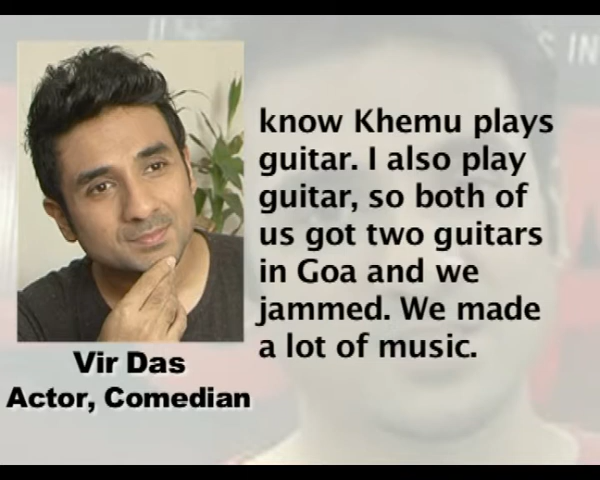 S IN
know Khemu plays
guitar. I also play
guitar, so both of
us got two guitars
in Goa and we
jammed. We made
a lot of music.
Vir Das
Actor, Comedian